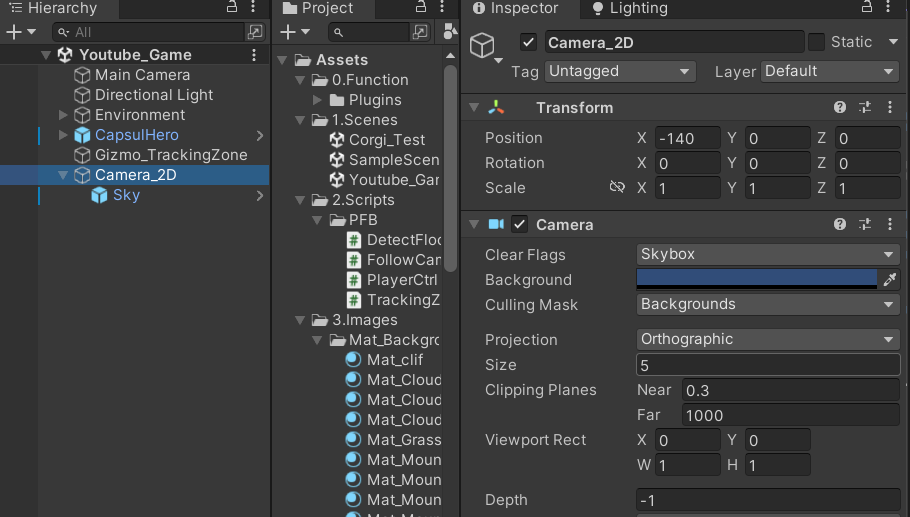 Hierarchy
All
Youtube_Game
Main Camera
Directional Light
Environment
CapsulHero
Gizmo_TrackingZone
Camera_2D
Sky
Project
Assets
0.Function
Plugins
1.Scenes
Corgi_Test
SampleScen
Youtube_Gar
2.Scripts
PFB
DetectFloo
FollowCan
PlayerCtrl
TrackingZ
3.Images
Mat_Backgro
Mat_clif
Mat_Cloud
Mat_Cloud
Mat_Cloud
Mat_Grass
Mat_Moun
Mat_Moun
Mat_Moun
Inspector
Lighting
Camera_2D
Static
Tag Untagged Layer Default
Transform
Position X -140 Y 0 Z 0
Rotation X 0 Y 0 Z 0
Scale X 1 Y 1 Z 1
Camera
Clear Flags Skybox
Background
Culling Mask Backgrounds
Projection Orthographic
Size 5
Clipping Planes Near 0.3
Far 1000
Viewport Rect X 0 Y 0
W 1 H 1
Depth -1